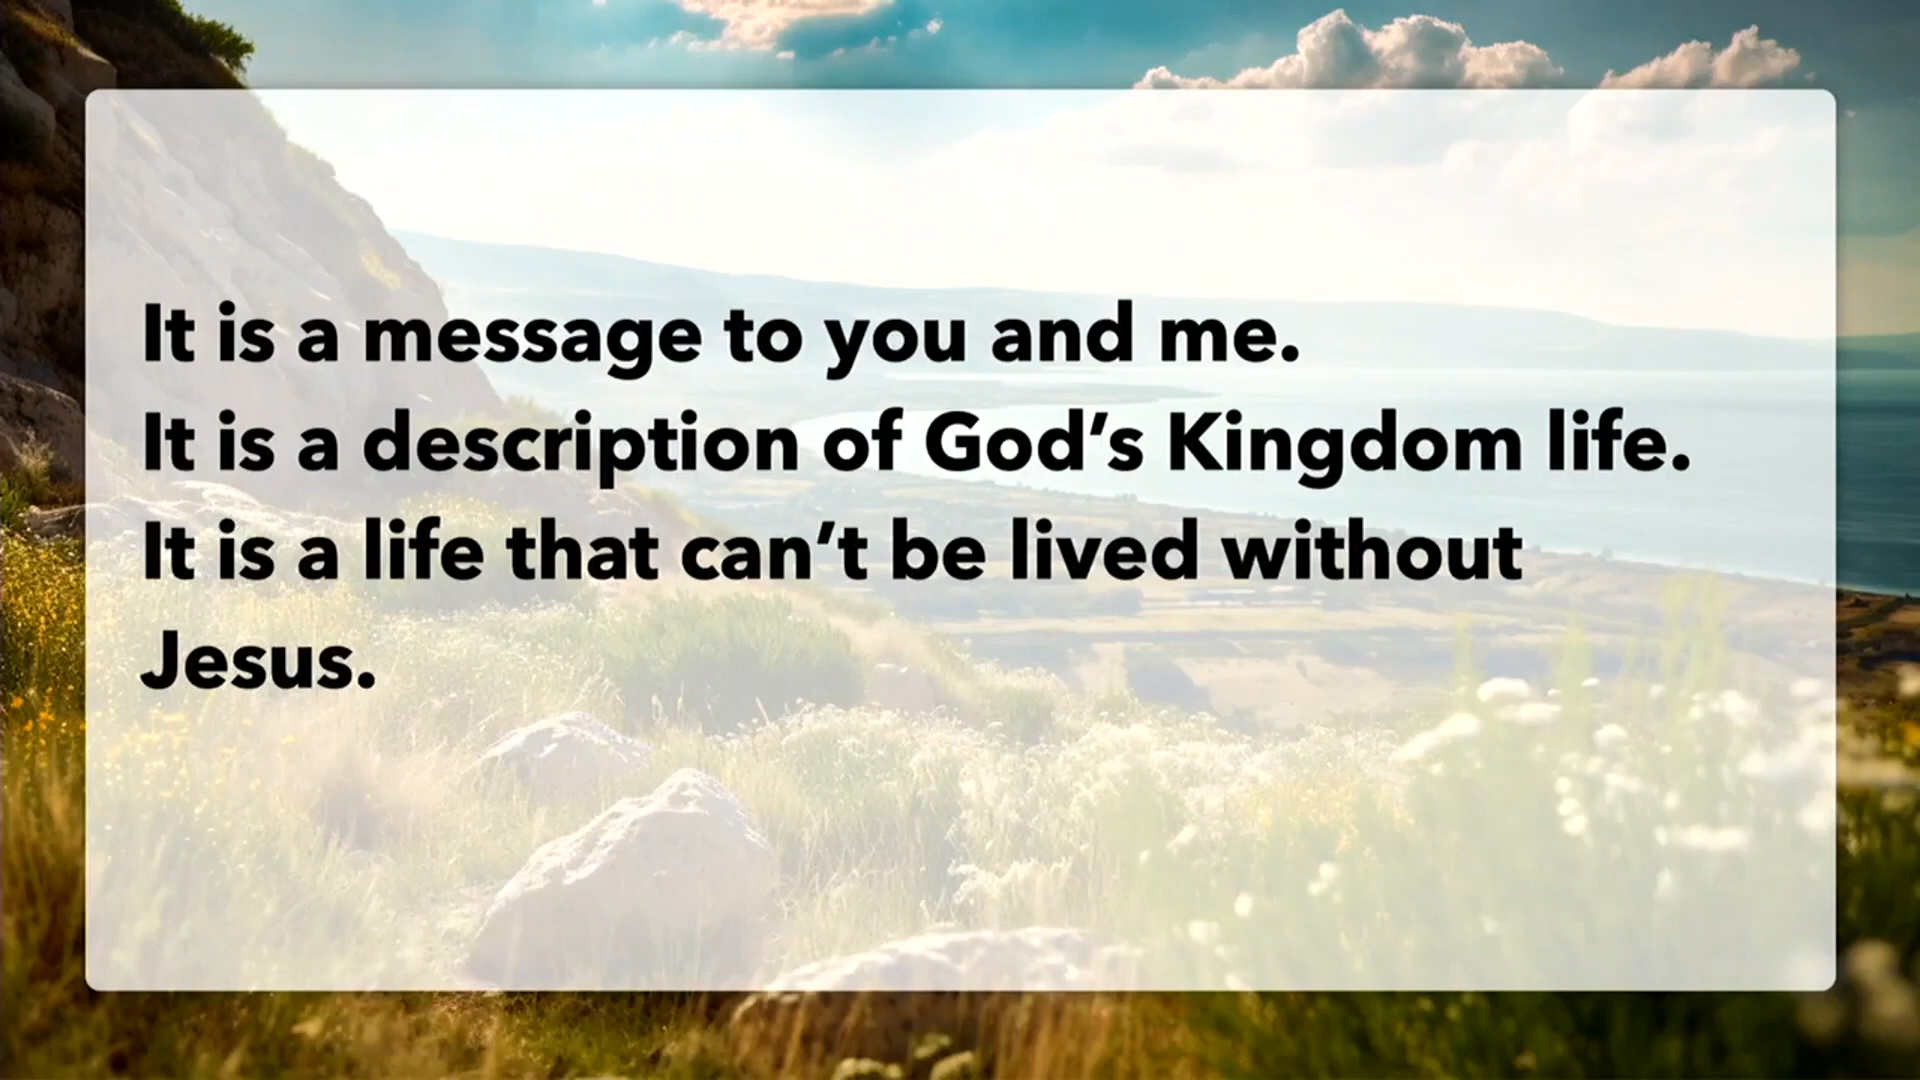 It is a message to you and me.
It is a description of God’s Kingdom life.
It is a life that can’t be lived without
Jesus.